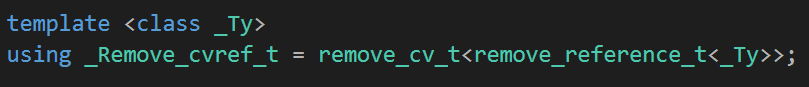 template <class _Ty>
using _Remove_cvref_t = remove_cv_t<remove_reference_t<_Ty>>;